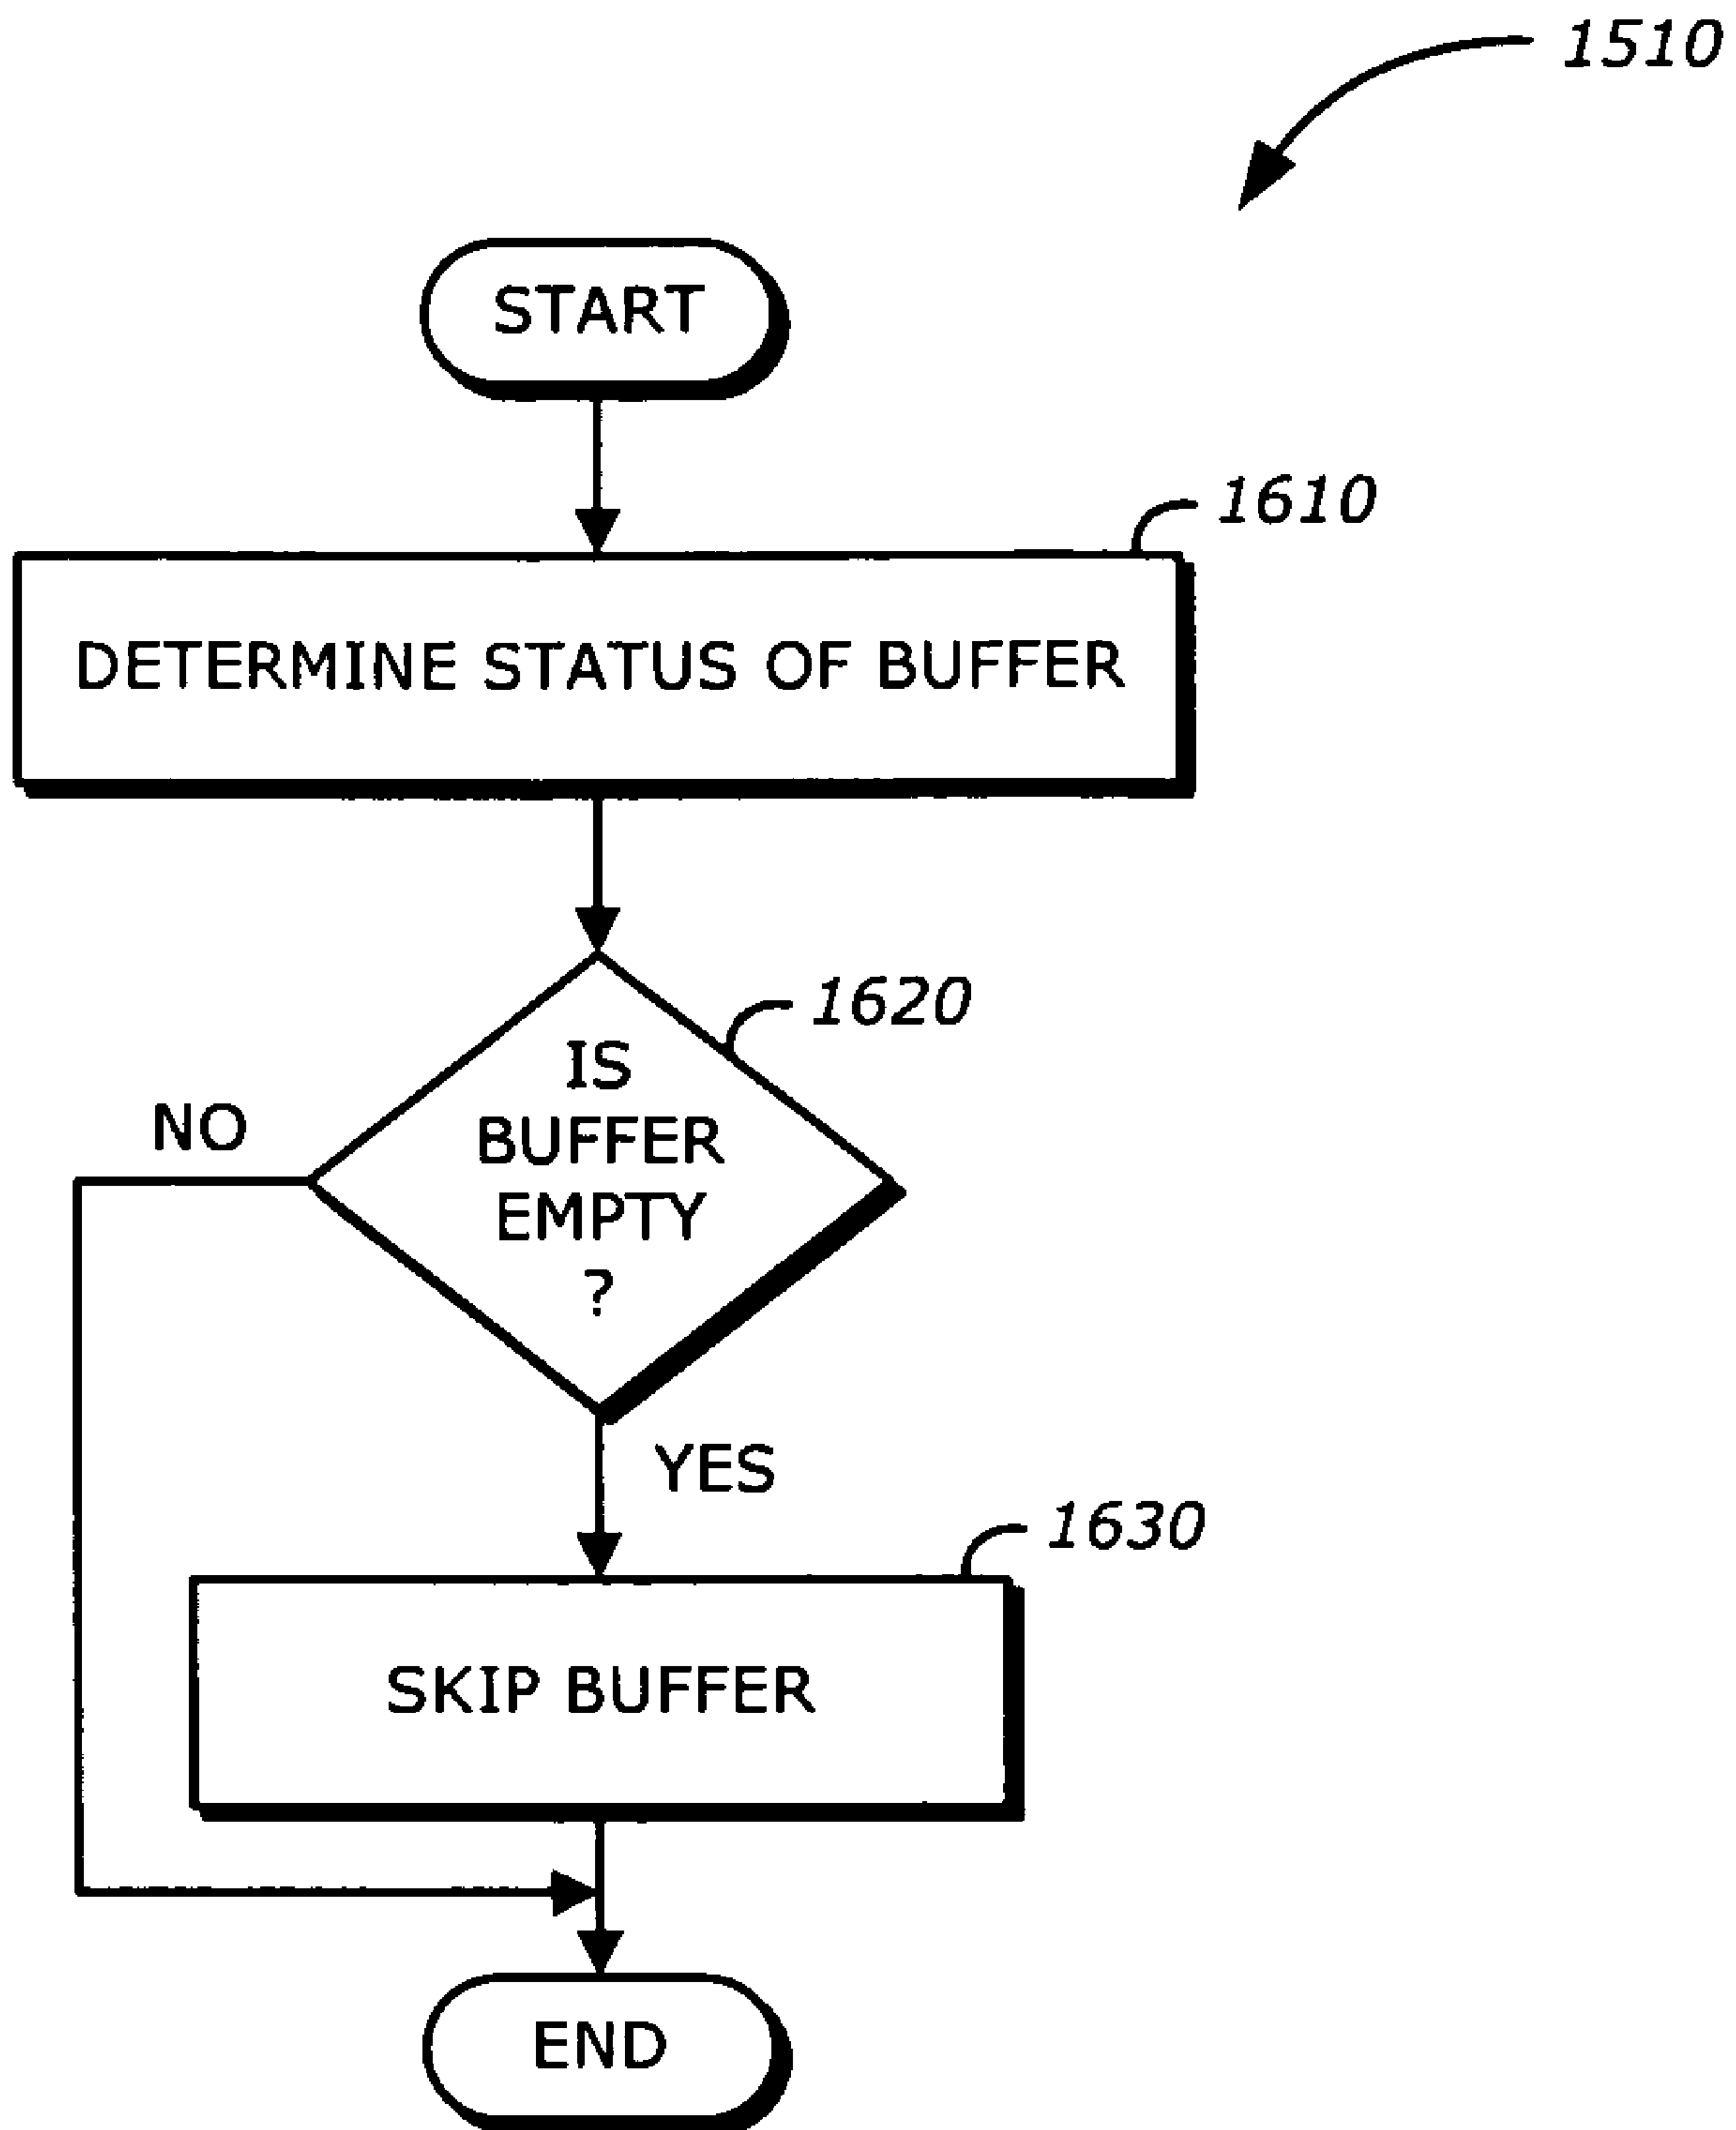 1510
START
1610
DETERMINE STATUS OF BUFFER
1620
IS
BUFFER
EMPTY
?
NO
YES
1630
SKIP BUFFER
END